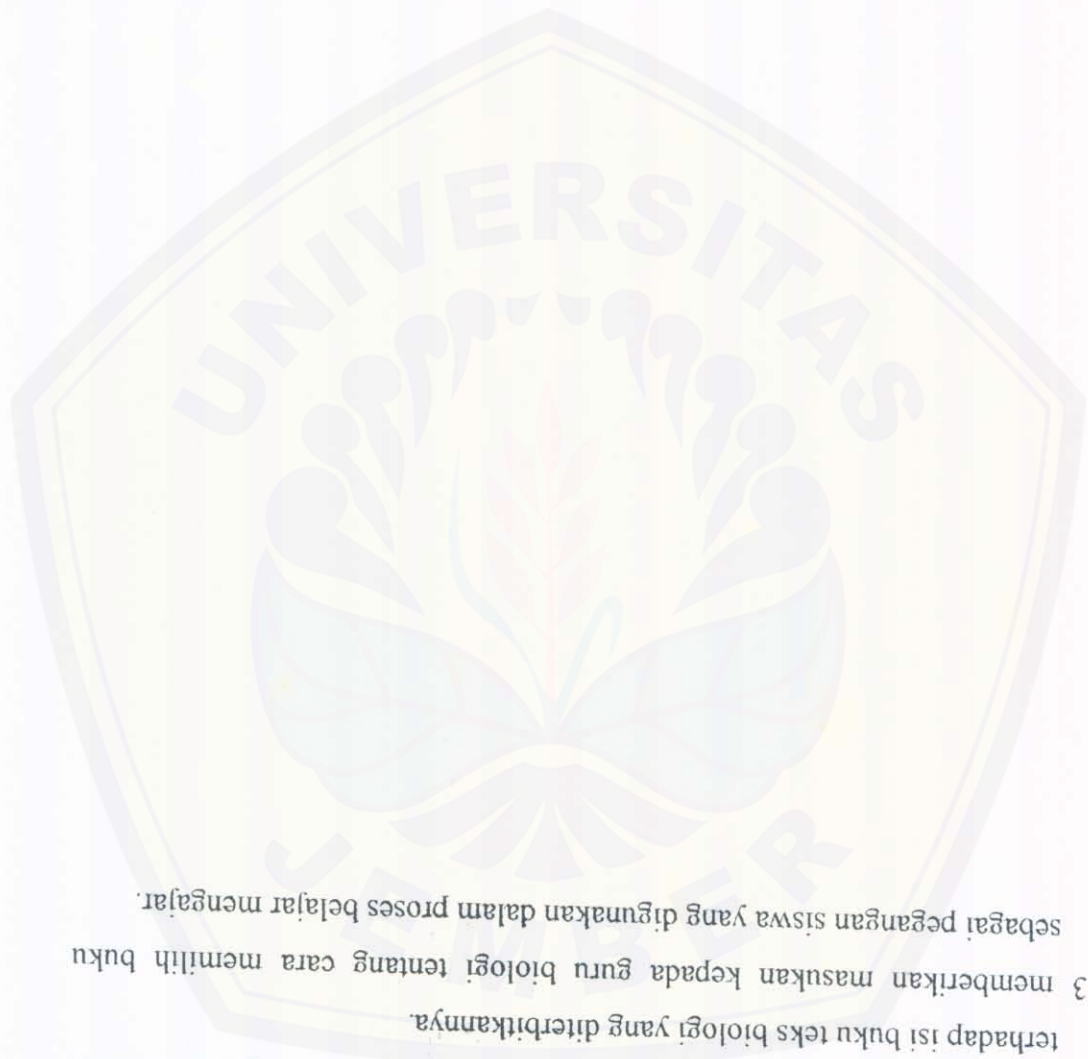 terhadap isi buku teks biologi yang diterbitkannya.
3 memberikan masukan kepada guru biologi tentang cara memilih buku
sebagai pegangan siswa yang digunakan dalam proses belajar mengajar.
UNIVERSITAS
JEMBER